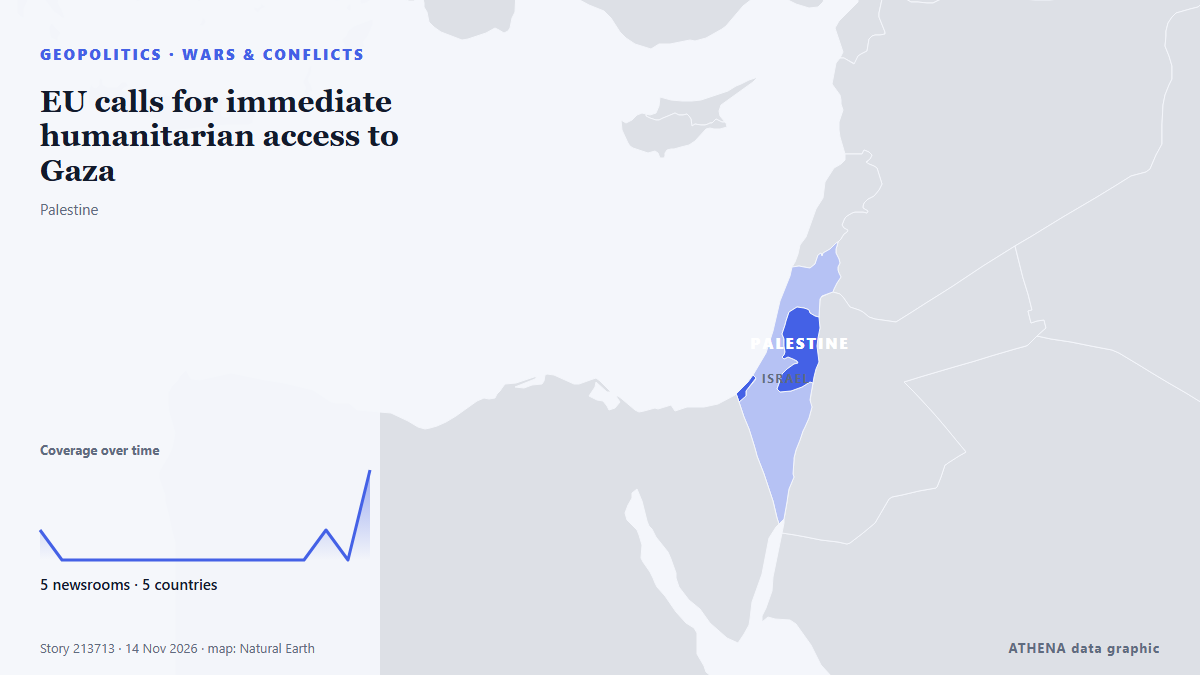 GEOPOLITICS · WARS & CONFLICTS
EU calls for immediate
humanitarian access to
Gaza
Palestine
PALESTINE
ISRAEL
Coverage over time
5 newsrooms · 5 countries
Story 213713 · 14 Nov 2026 · map: Natural Earth
ATHENA data graphic